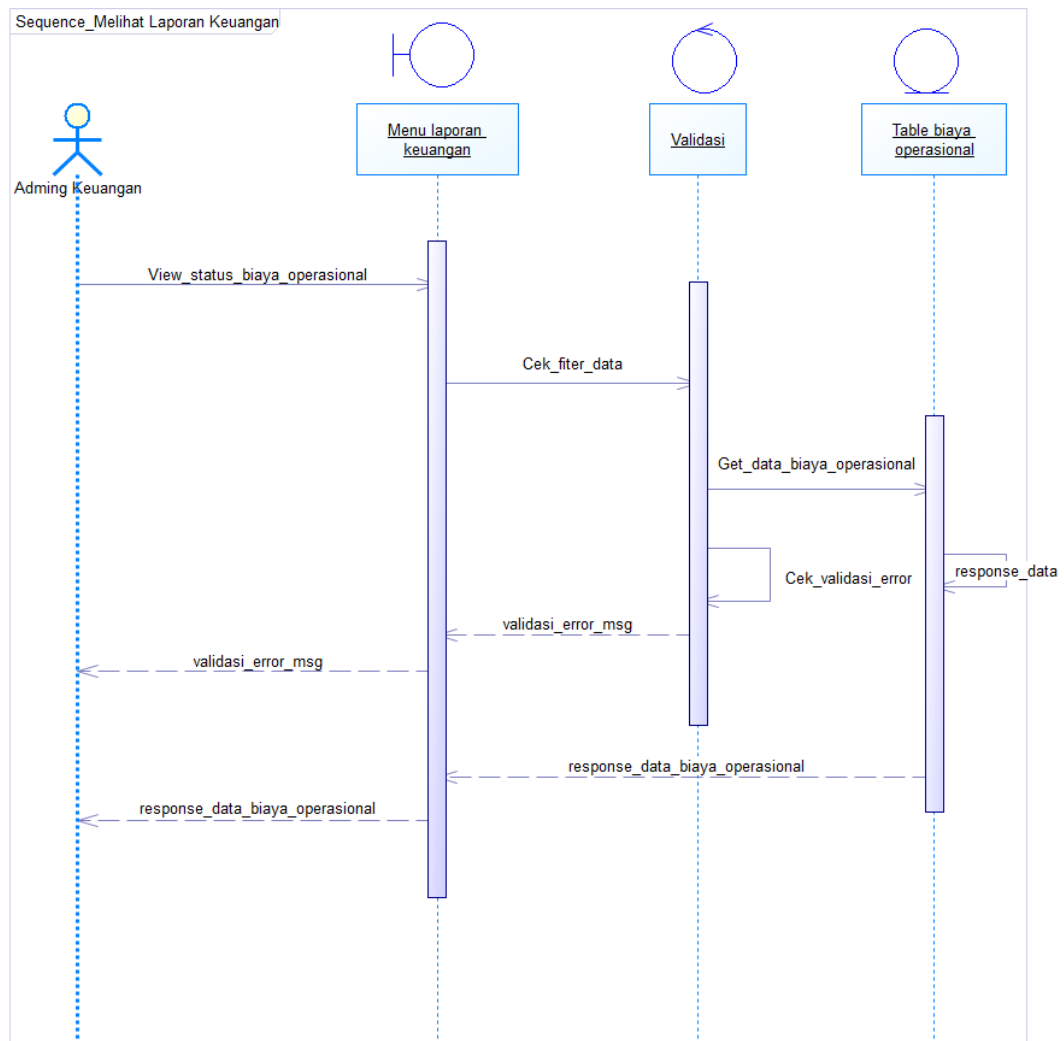 Sequence_Melihat Laporan Keuangan
Menu laporan
keuangan
Validasi
Table biaya
operasional
Adming Keuangan
View_status_biaya_operasional
Cek_fiter_data
Get_data_biaya_operasional
response_data
Cek_validasi_error
validasi_error_msg
validasi_error_msg
response_data_biaya_operasional
response_data_biaya_operasional